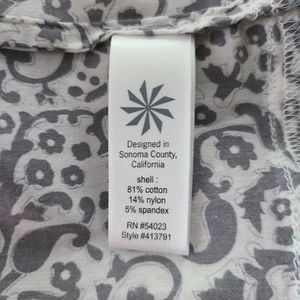 Designed in
Sonoma County,
California
shell :
81% cotton
14% nylon
5% spandex
RN #54023
Style #413791